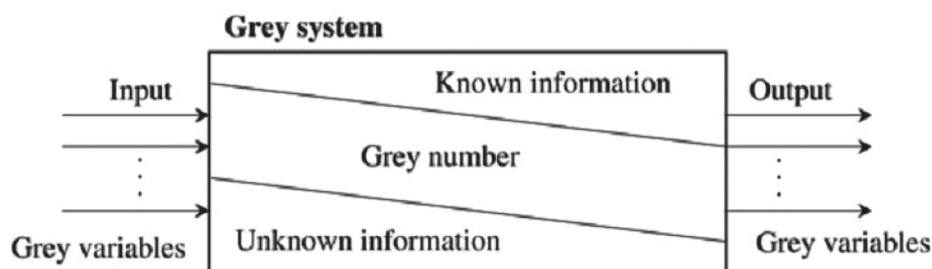 Grey system
Known information
Input
Output
Grey number
Unknown information
Grey variables
Grey variables